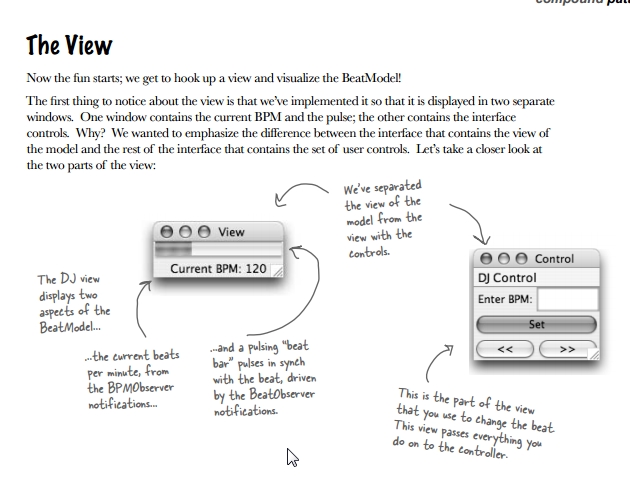 compound pat
The View
Now the fun starts; we get to hook up a view and visualize the BeatModel!
The first thing to notice about the view is that we've implemented it so that it is displayed in two separate
windows. One window contains the current BPM and the pulse; the other contains the interface
controls. Why? We wanted to emphasize the difference between the interface that contains the view of
the model and the rest of the interface that contains the set of user controls. Let's take a closer look at
the two parts of the view:
We've separated
the view of the
model from the
view with the
controls.
View
Current BPM: 120
Control
DJ Control
Enter BPM:
Set
<<
>>
The DJ view
displays two
aspects of the
BeatModel...
...the current beats
per minute, from
the BPMObserver
notifications...
...and a pulsing "beat
bar" pulses in synch
with the beat, driven
by the BeatObserver
notifications.
This is the part of the view
that you use to change the beat.
This view passes everything you
do on to the controller.